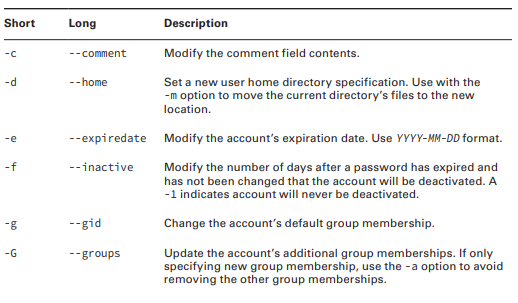 Short Long Description
-c --comment Modify the comment field contents.
-d --home Set a new user home directory specification. Use with the
-m option to move the current directory's files to the new
location.
-e --expiredate Modify the account's expiration date. Use YYYY-MM-DD format.
-f --inactive Modify the number of days after a password has expired and
has not been changed that the account will be deactivated. A
-1 indicates account will never be deactivated.
-g --gid Change the account's default group membership.
-G --groups Update the account's additional group memberships. If only
specifying new group membership, use the -a option to avoid
removing the other group memberships.